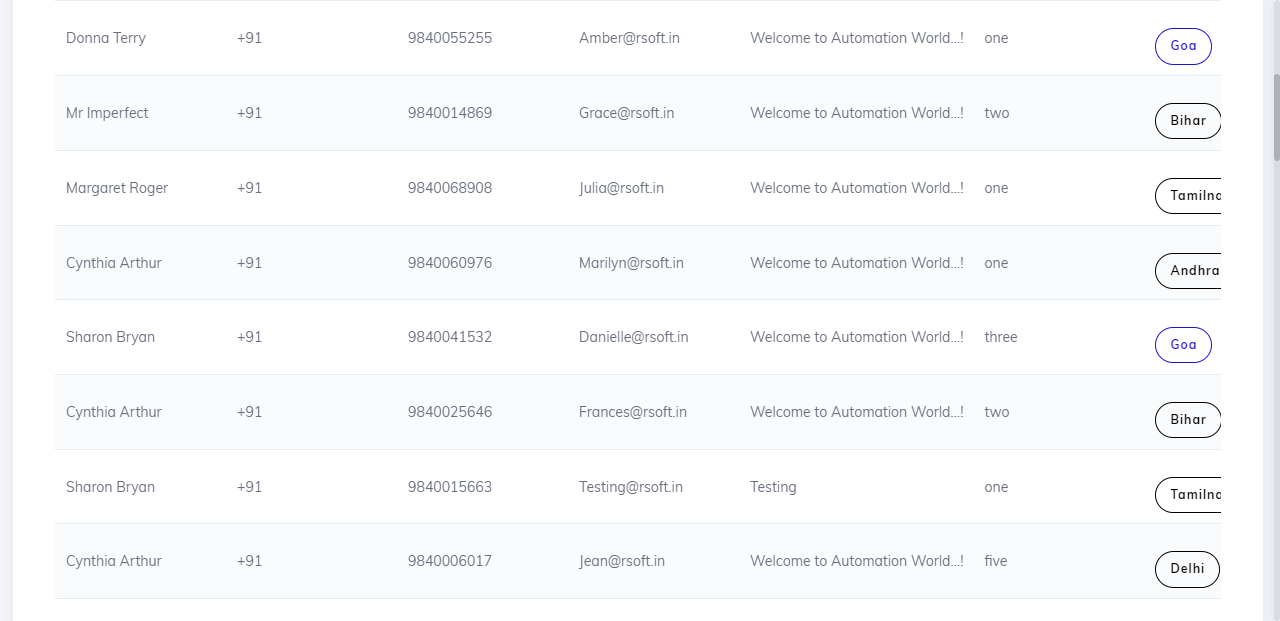 Donna Terry +91 9840055255 Amber@rsoft.in Welcome to Automation World...! one Goa
Mr Imperfect +91 9840014869 Grace@rsoft.in Welcome to Automation World...! two Bihar
Margaret Roger +91 9840068908 Julia@rsoft.in Welcome to Automation World...! one Tamilna
Cynthia Arthur +91 9840060976 Marilyn@rsoft.in Welcome to Automation World...! one Andhra
Sharon Bryan +91 9840041532 Danielle@rsoft.in Welcome to Automation World...! three Goa
Cynthia Arthur +91 9840025646 Frances@rsoft.in Welcome to Automation World...! two Bihar
Sharon Bryan +91 9840015663 Testing@rsoft.in Testing one Tamilna
Cynthia Arthur +91 9840006017 Jean@rsoft.in Welcome to Automation World...! five Delhi